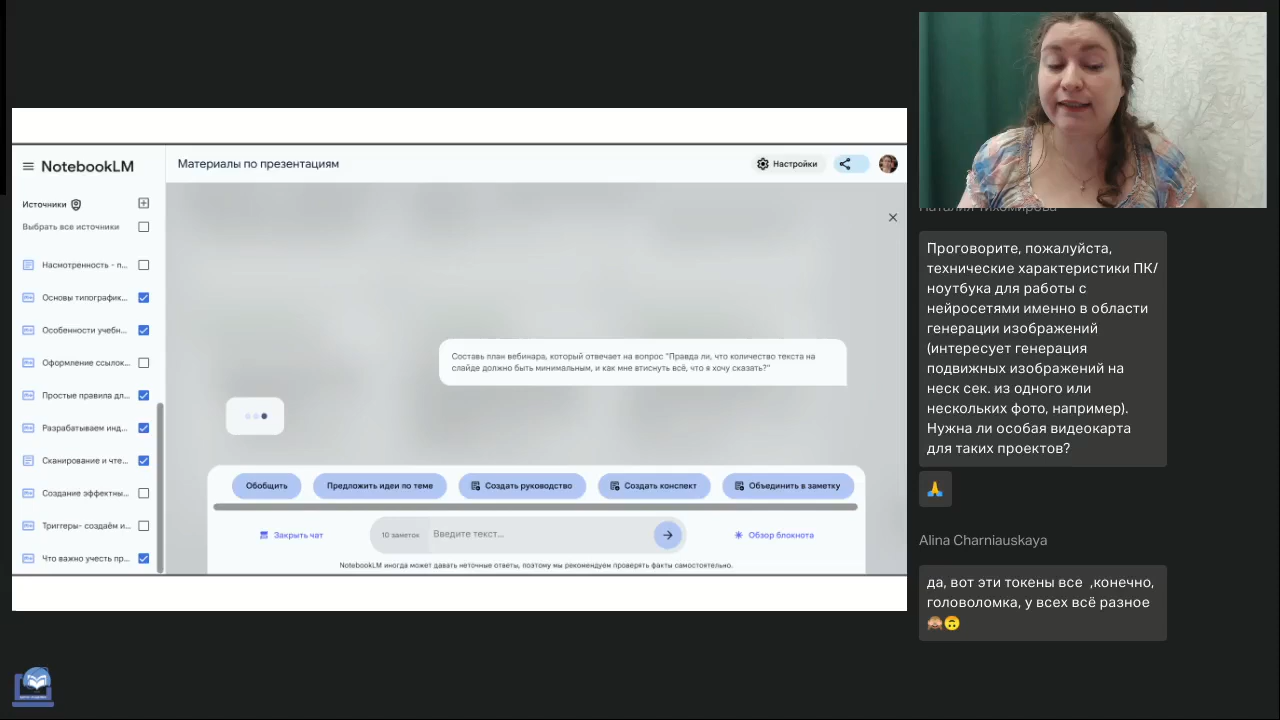 NotebookLM
Материалы по презентациям
Настройки
Источники
Выбрать все источники
Насмотренность - п...
Основы типографик...
Особенности учебн...
Оформление ссылок...
Простые правила дл...
Разрабатываем инд...
Сканирование и чте...
Создание эффектны...
Триггеры- создаём и...
Что важно учесть пр...
Составь план вебинара, который отвечает на вопрос "Правда ли, что количество текста на
слайде должно быть минимальным, и как мне втиснуть всё, что я хочу сказать?"
Обобщить
Предложить идеи по теме
Создать руководство
Создать конспект
Объединить в заметку
Закрыть чат
10 заметок
Введите текст...
Обзор блокнота
NotebookLM иногда может давать неточные ответы, поэтому мы рекомендуем проверять факты самостоятельно.
Наталия Тихомирова
Проговорите, пожалуйста,
технические характеристики ПК/
ноутбука для работы с
нейросетями именно в области
генерации изображений
(интересует генерация
подвижных изображений на
неск сек. из одного или
нескольких фото, например).
Нужна ли особая видеокарта
для таких проектов?
🙏
Alina Charniauskaya
да, вот эти токены все ,конечно,
головоломка, у всех всё разное
🙈🙃